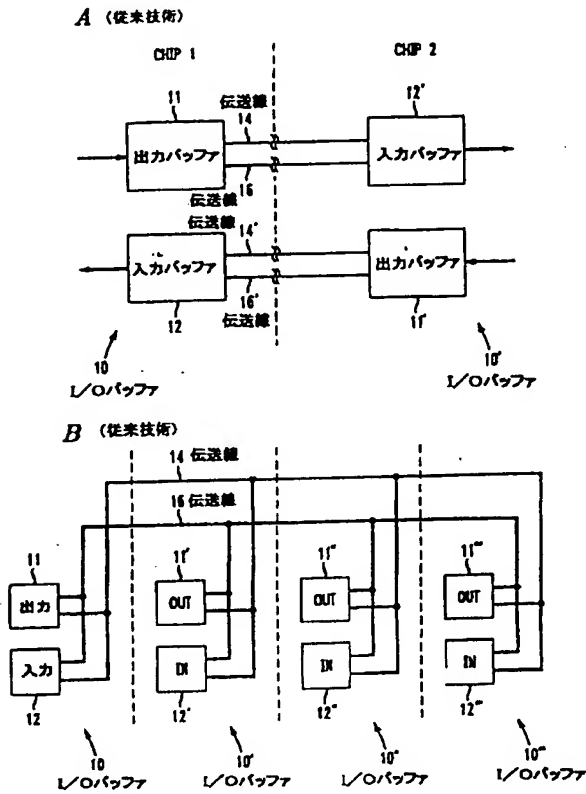 A (従来技術)
CHIP 1
CHIP 2
11
伝送線
14
12'
出力バッファ
入力バッファ
16
伝送線
伝送線
14'
入力バッファ
出力バッファ
12
16'
伝送線
11'
10
I/Oバッファ
10'
I/Oバッファ
B (従来技術)
14 伝送線
16 伝送線
11
11'
11"
11"'
出力
OUT
OUT
OUT
入力
IN
IN
IN
12
12'
12"
12"'
10
10'
10"
10"'
I/Oバッファ
I/Oバッファ
I/Oバッファ
I/Oバッファ